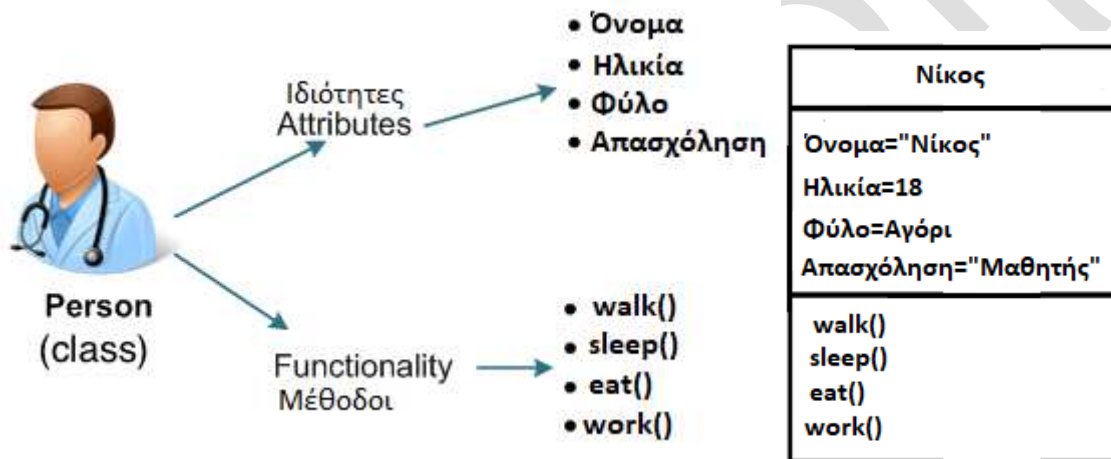 Person
(class)
Ιδιότητες
Attributes
• Όνομα
• Ηλικία
• Φύλο
• Απασχόληση
Functionality
Μέθοδοι
• walk()
• sleep()
• eat()
• work()
Νίκος
Όνομα="Νίκος"
Ηλικία=18
Φύλο=Αγόρι
Απασχόληση="Μαθητής"
walk()
sleep()
eat()
work()